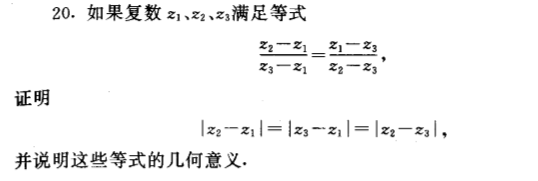 20. 如果复数 z₁、z₂、z₃满足等式
(z₂−z₁)/(z₃−z₁)=(z₁−z₃)/(z₂−z₃),
证明
|z₂−z₁|=|z₃−z₁|=|z₂−z₃|,
并说明这些等式的几何意义.